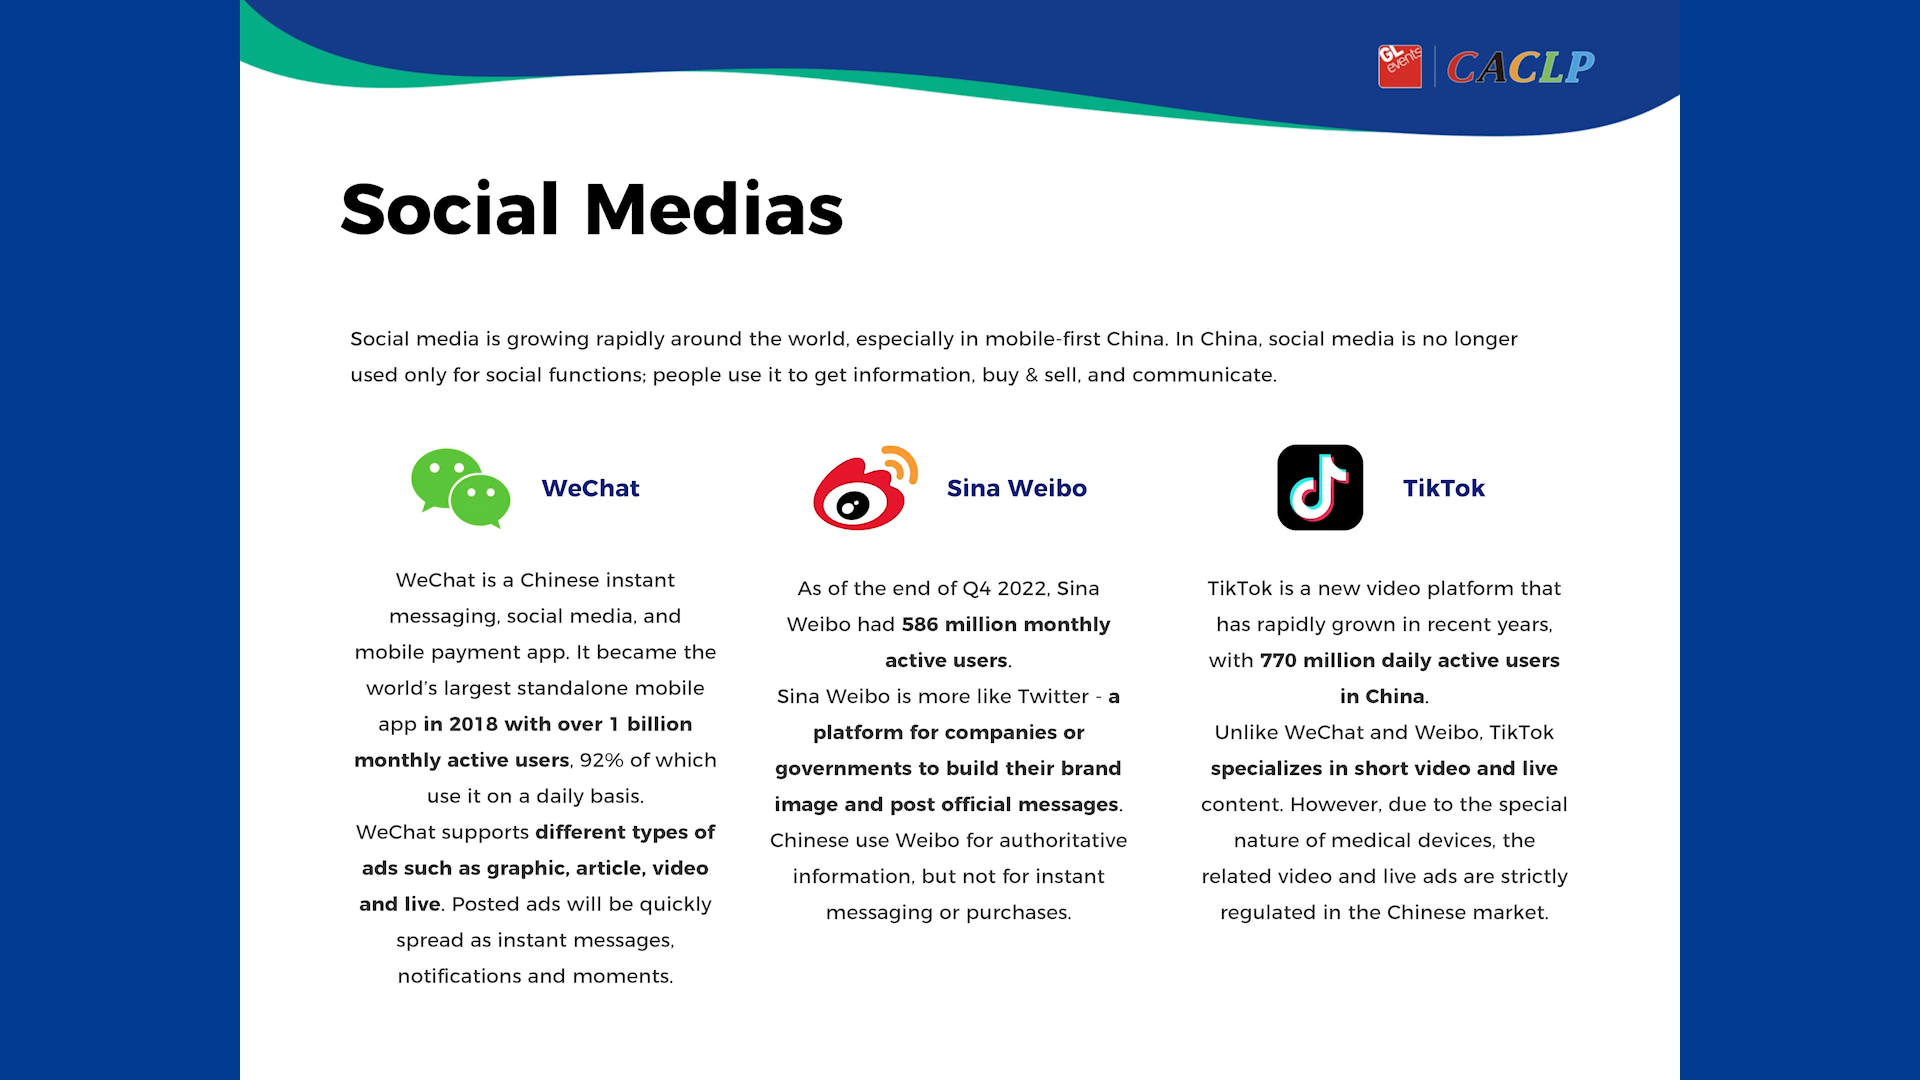 GL events
CACLP
Social Medias
Social media is growing rapidly around the world, especially in mobile-first China. In China, social media is no longer
used only for social functions; people use it to get information, buy & sell, and communicate.
WeChat
WeChat is a Chinese instant
messaging, social media, and
mobile payment app. It became the
world’s largest standalone mobile
app in 2018 with over 1 billion
monthly active users, 92% of which
use it on a daily basis.
WeChat supports different types of
ads such as graphic, article, video
and live. Posted ads will be quickly
spread as instant messages,
notifications and moments.
Sina Weibo
As of the end of Q4 2022, Sina
Weibo had 586 million monthly
active users.
Sina Weibo is more like Twitter - a
platform for companies or
governments to build their brand
image and post official messages.
Chinese use Weibo for authoritative
information, but not for instant
messaging or purchases.
TikTok
TikTok is a new video platform that
has rapidly grown in recent years,
with 770 million daily active users
in China.
Unlike WeChat and Weibo, TikTok
specializes in short video and live
content. However, due to the special
nature of medical devices, the
related video and live ads are strictly
regulated in the Chinese market.